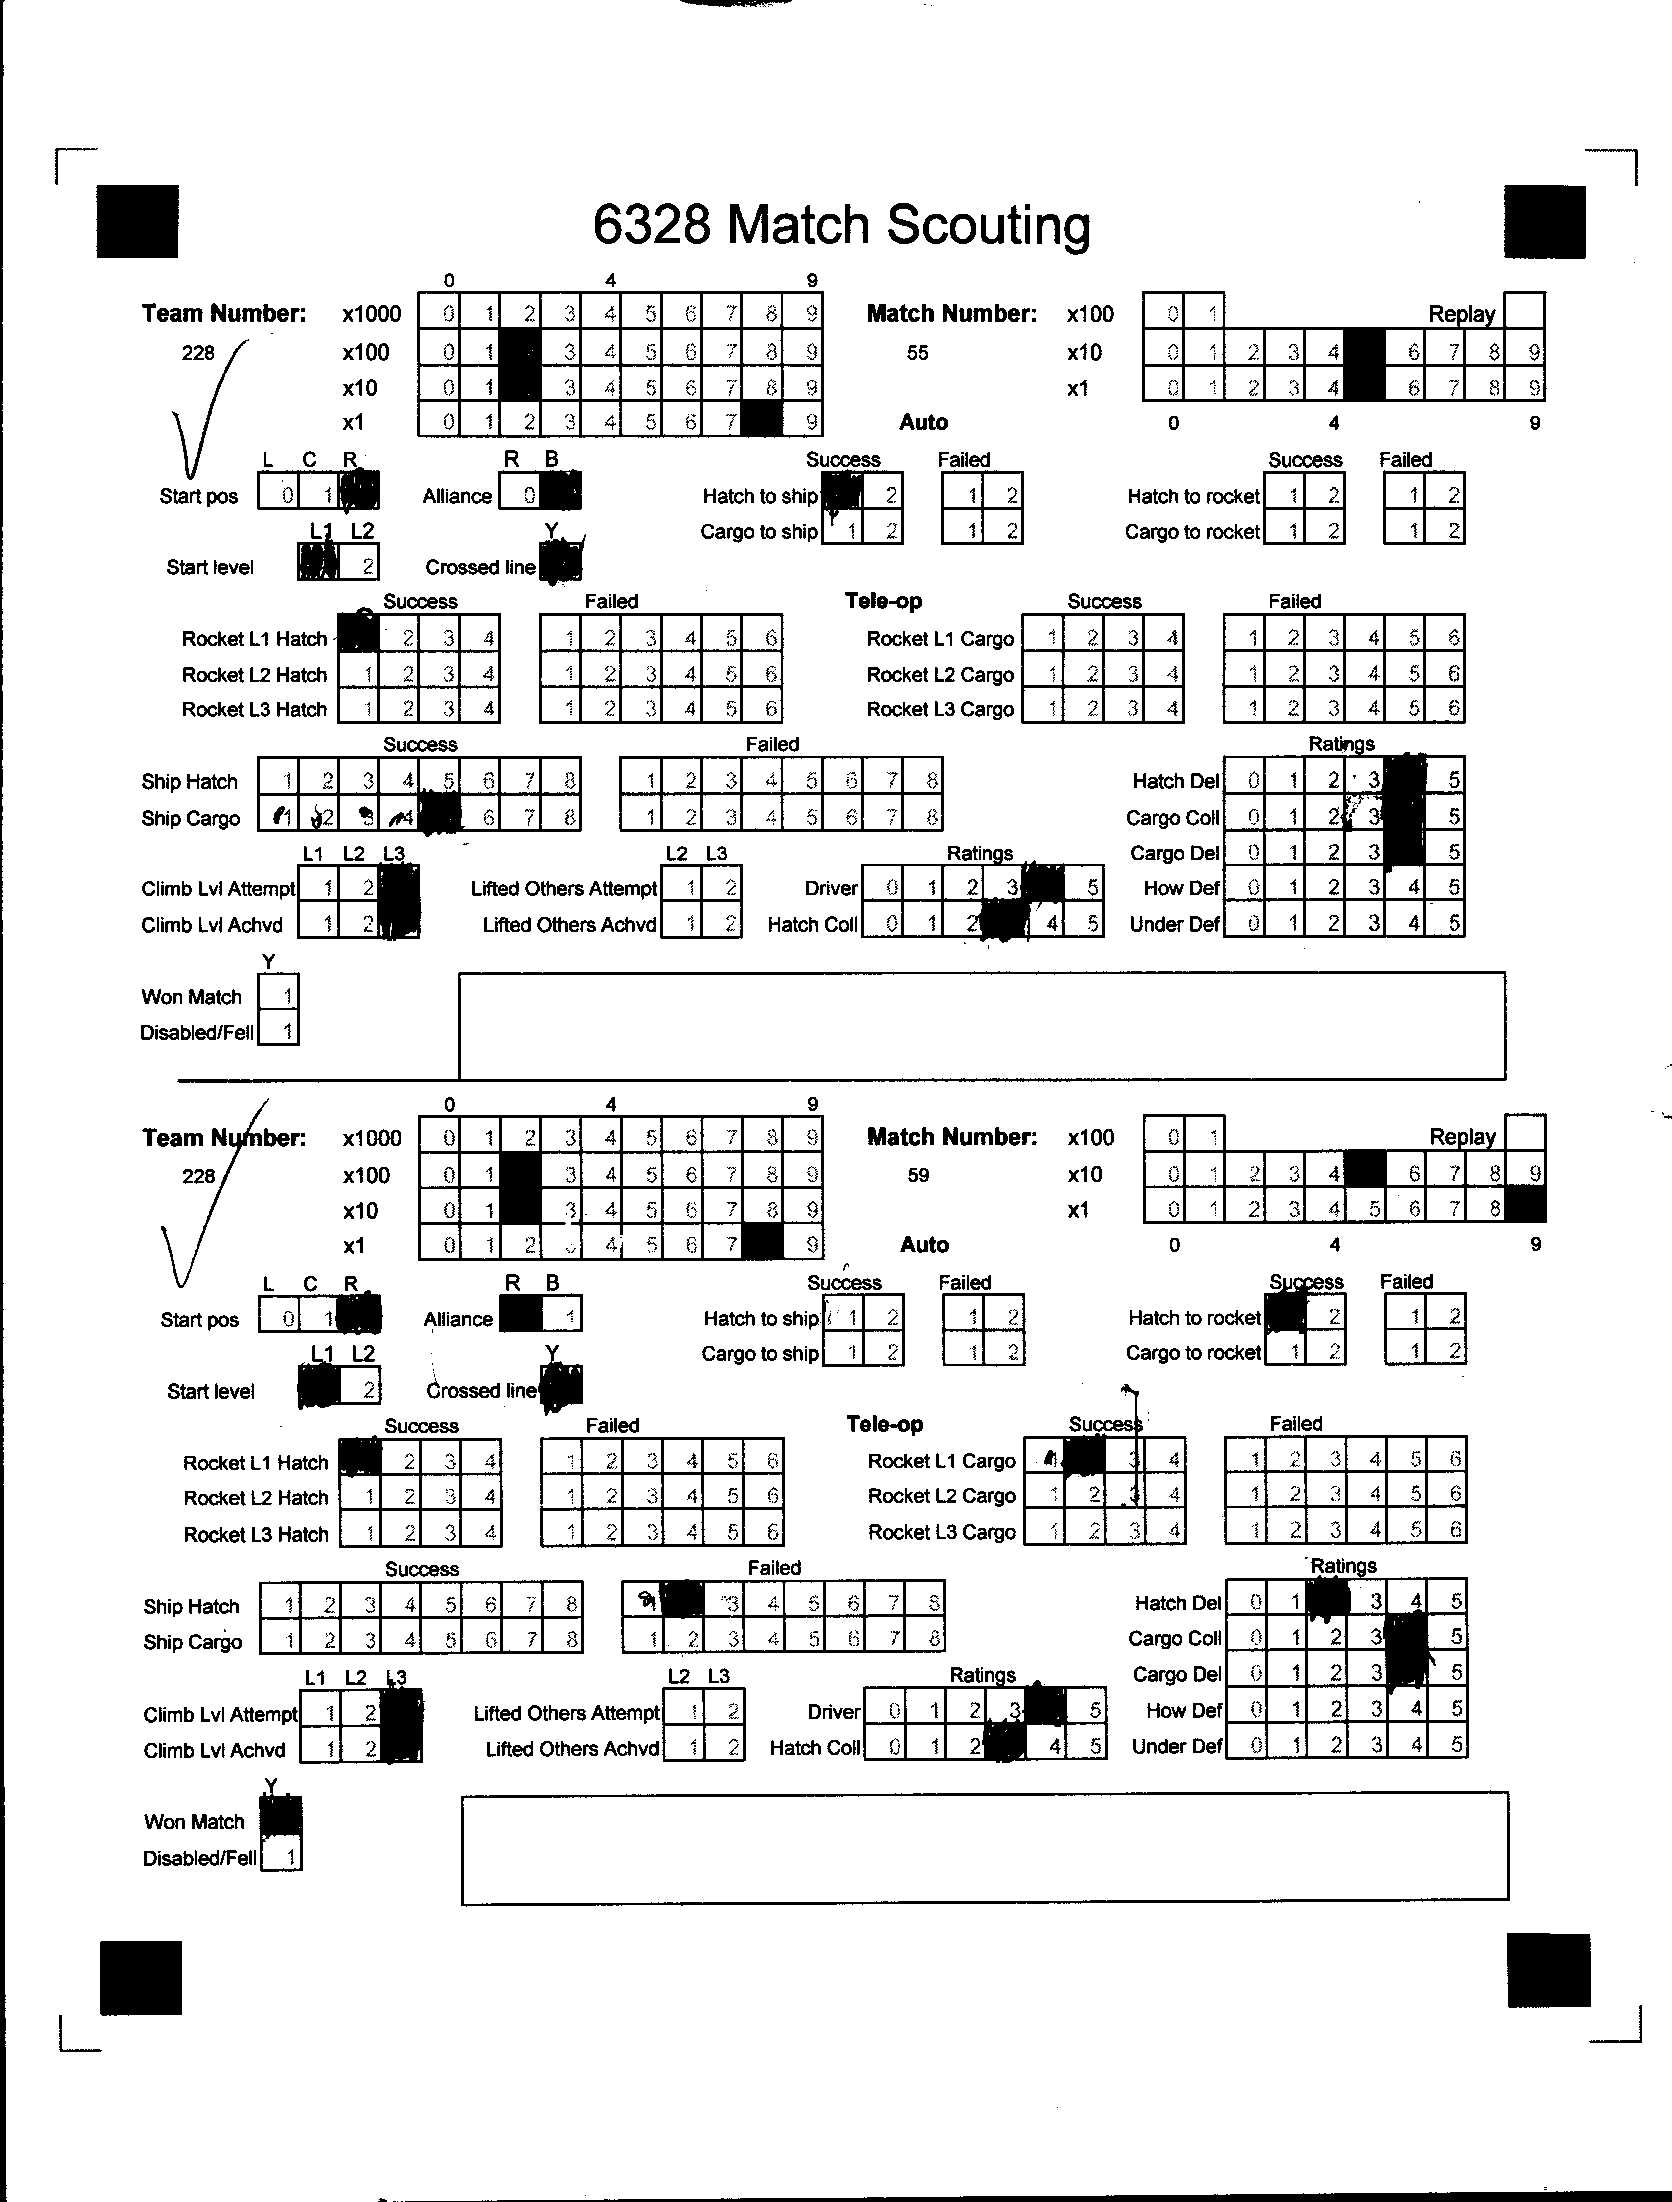 6328 Match Scouting
0 4 9
Team Number: x1000 0 1 2 3 4 5 6 7 8 9 Match Number: x100 0 1 Replay
228 x100 0 1 3 4 5 6 7 8 9 55 x10 0 1 2 3 4 6 7 8 9
x10 0 1 3 4 5 6 7 8 9 x1 0 1 2 3 4 6 7 8 9
x1 0 1 2 3 4 5 6 7 9 Auto 0 4 9
L C R R B Success Failed Success Failed
Start pos 0 1 Alliance 0 Hatch to ship 2 1 2 Hatch to rocket 1 2 1 2
L1 L2 Y Cargo to ship 1 2 1 2 Cargo to rocket 1 2 1 2
Start level 2 Crossed line
Success Failed Tele-op Success Failed
Rocket L1 Hatch 2 3 4 1 2 3 4 5 6 Rocket L1 Cargo 1 2 3 4 1 2 3 4 5 6
Rocket L2 Hatch 1 2 3 4 1 2 3 4 5 6 Rocket L2 Cargo 1 2 3 4 1 2 3 4 5 6
Rocket L3 Hatch 1 2 3 4 1 2 3 4 5 6 Rocket L3 Cargo 1 2 3 4 1 2 3 4 5 6
Success Failed Ratings
Ship Hatch 1 2 3 4 5 6 7 8 1 2 3 4 5 6 7 8 Hatch Del 0 1 2 3 5
Ship Cargo 1 2 3 4 6 7 8 1 2 3 4 5 6 7 8 Cargo Coll 0 1 2 3 5
L1 L2 L3 L2 L3 Ratings Cargo Del 0 1 2 3 5
Climb Lvl Attempt 1 2 Lifted Others Attempt 1 2 Driver 0 1 2 3 5 How Def 0 1 2 3 4 5
Climb Lvl Achvd 1 2 Lifted Others Achvd 1 2 Hatch Coll 0 1 2 4 5 Under Def 0 1 2 3 4 5
Y
Won Match 1
Disabled/Fell 1
0 4 9
Team Number: x1000 0 1 2 3 4 5 6 7 8 9 Match Number: x100 0 1 Replay
228 x100 0 1 3 4 5 6 7 8 9 59 x10 0 1 2 3 4 6 7 8 9
x10 0 1 3 4 5 6 7 8 9 x1 0 1 2 3 4 5 6 7 8
x1 0 1 2 4 5 6 7 9 Auto 0 4 9
L C R R B Success Failed Success Failed
Start pos 0 1 Alliance 1 Hatch to ship 1 2 1 2 Hatch to rocket 2 1 2
L1 L2 Y Cargo to ship 1 2 1 2 Cargo to rocket 1 2 1 2
Start level 2 Crossed line
Success Failed Tele-op Success Failed
Rocket L1 Hatch 2 3 4 1 2 3 4 5 6 Rocket L1 Cargo 1 3 4 1 2 3 4 5 6
Rocket L2 Hatch 1 2 3 4 1 2 3 4 5 6 Rocket L2 Cargo 1 2 3 4 1 2 3 4 5 6
Rocket L3 Hatch 1 2 3 4 1 2 3 4 5 6 Rocket L3 Cargo 1 2 3 4 1 2 3 4 5 6
Success Failed Ratings
Ship Hatch 1 2 3 4 5 6 7 8 1 3 4 5 6 7 8 Hatch Del 0 1 3 4 5
Ship Cargo 1 2 3 4 5 6 7 8 1 2 3 4 5 6 7 8 Cargo Coll 0 1 2 3 5
L1 L2 L3 L2 L3 Ratings Cargo Del 0 1 2 3 5
Climb Lvl Attempt 1 2 Lifted Others Attempt 1 2 Driver 0 1 2 3 5 How Def 0 1 2 3 4 5
Climb Lvl Achvd 1 2 Lifted Others Achvd 1 2 Hatch Coll 0 1 2 4 5 Under Def 0 1 2 3 4 5
Y
Won Match
Disabled/Fell 1